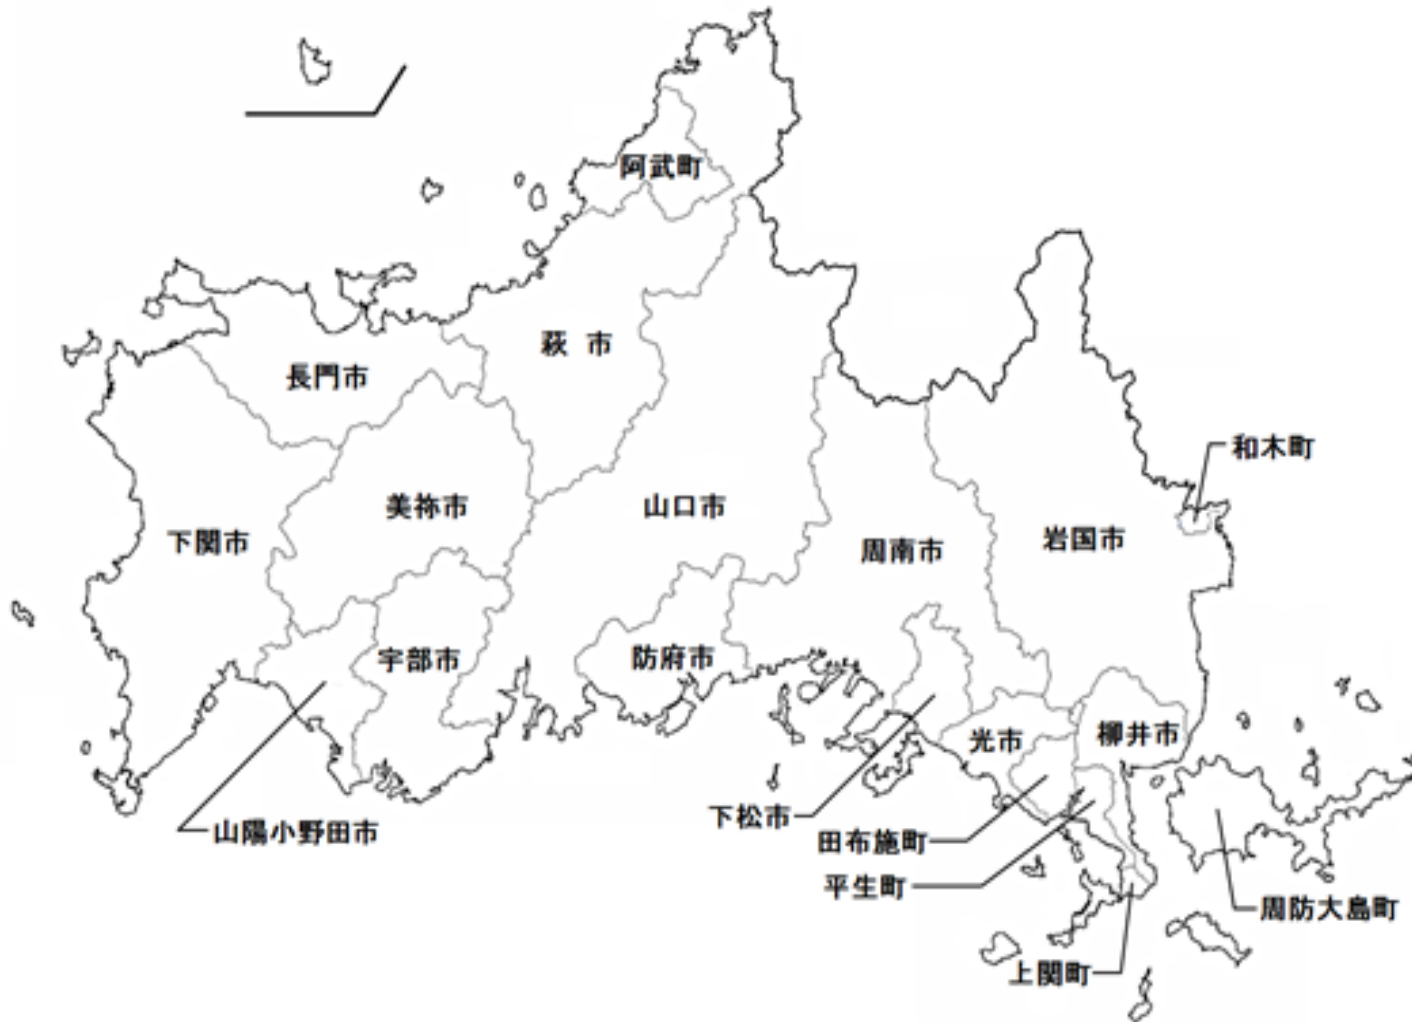 阿武町
萩 市
長門市
和木町
美祢市
山口市
下関市
周南市
岩国市
宇部市
防府市
光市
柳井市
下松市
山陽小野田市
田布施町
平生町
周防大島町
上関町